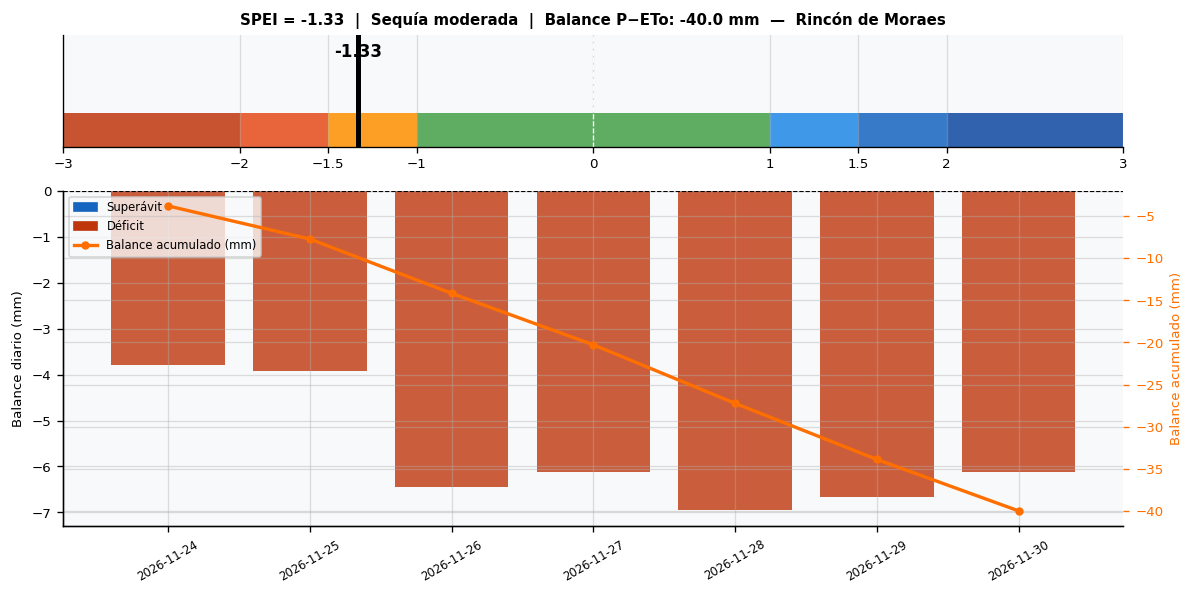 SPEI = -1.33  |  Sequía moderada  |  Balance P−ETo: -40.0 mm  —  Rincón de Moraes
-1.33
−3 −2 −1.5 −1 0 1 1.5 2 3
Superávit
Déficit
Balance acumulado (mm)
Balance diario (mm)
0
−1
−2
−3
−4
−5
−6
−7
−5
−10
−15
−20
−25
−30
−35
−40
Balance acumulado (mm)
2026-11-24 2026-11-25 2026-11-26 2026-11-27 2026-11-28 2026-11-29 2026-11-30